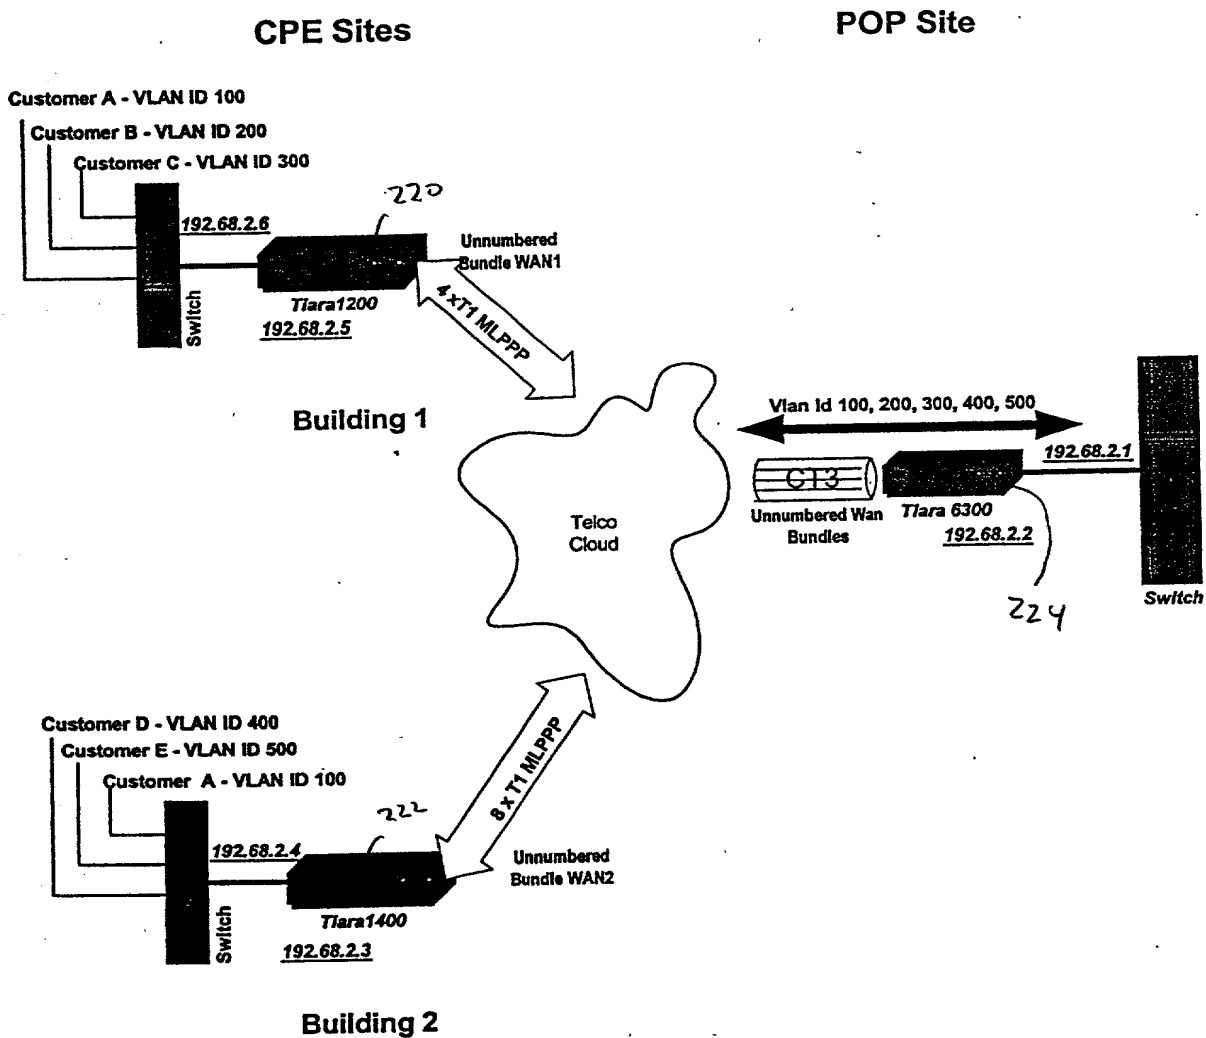 CPE Sites
POP Site
Customer A - VLAN ID 100
Customer B - VLAN ID 200
Customer C - VLAN ID 300
192.68.2.6
220
Unnumbered
Bundle WAN1
Switch
Tiara1200
192.68.2.5
4 xT1 MLPPP
Building 1
Vlan id 100, 200, 300, 400, 500
192.68.2.1
CT3
Unnumbered Wan
Bundles
Tiara 6300
192.68.2.2
Telco
Cloud
224
Switch
Customer D - VLAN ID 400
Customer E - VLAN ID 500
Customer A - VLAN ID 100
192.68.2.4
222
8 x T1 MLPPP
Unnumbered
Bundle WAN2
Switch
Tiara1400
192.68.2.3
Building 2